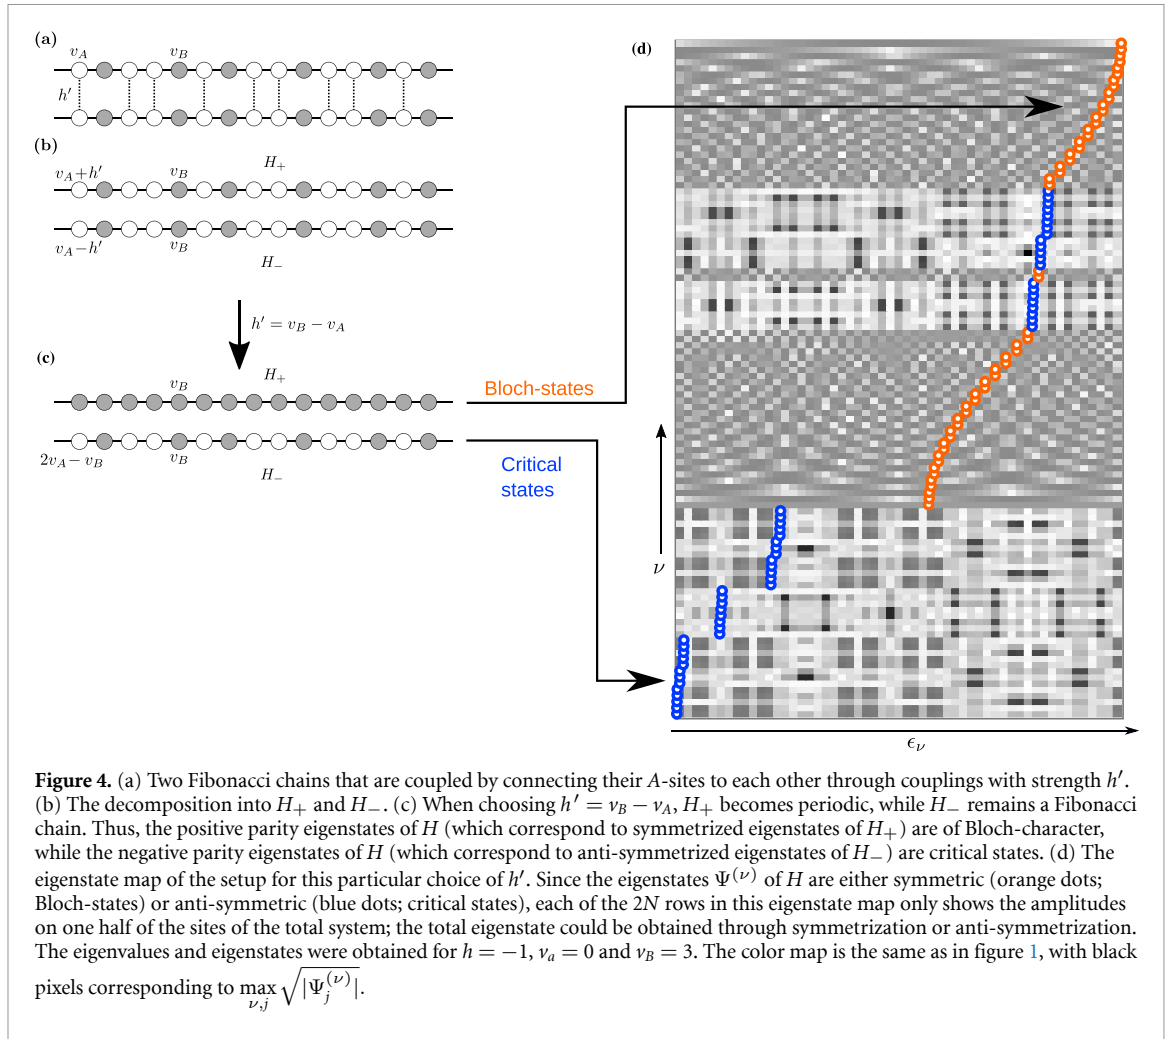 (a)
v_A
v_B
h′
(b)
v_A+h′
v_B
H_+
v_A−h′
v_B
H_−
h′ = v_B − v_A
(c)
v_B
H_+
2v_A − v_B
v_B
H_−
Bloch-states
Critical
states
(d)
ν
ϵ_ν
Figure 4. (a) Two Fibonacci chains that are coupled by connecting their A-sites to each other through couplings with strength h′.
(b) The decomposition into H_+ and H_−. (c) When choosing h′ = v_B − v_A, H_+ becomes periodic, while H_− remains a Fibonacci
chain. Thus, the positive parity eigenstates of H (which correspond to symmetrized eigenstates of H_+) are of Bloch-character,
while the negative parity eigenstates of H (which correspond to anti-symmetrized eigenstates of H_−) are critical states. (d) The
eigenstate map of the setup for this particular choice of h′. Since the eigenstates Ψ^(ν) of H are either symmetric (orange dots;
Bloch-states) or anti-symmetric (blue dots; critical states), each of the 2N rows in this eigenstate map only shows the amplitudes
on one half of the sites of the total system; the total eigenstate could be obtained through symmetrization or anti-symmetrization.
The eigenvalues and eigenstates were obtained for h = −1, v_a = 0 and v_B = 3. The color map is the same as in figure 1, with black
pixels corresponding to max_{ν,j} √|Ψ_j^(ν)|.